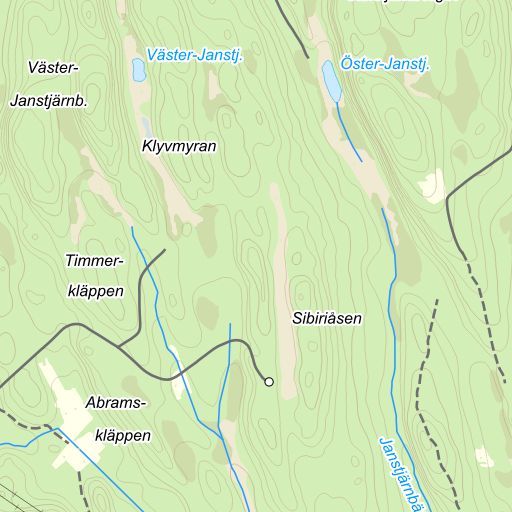 Väster-Janstj.
Öster-Janstj.
Väster-
Janstjärnb.
Klyvmyran
Timmer-
kläppen
Sibiriåsen
Abrams-
kläppen
Janstjärnbä